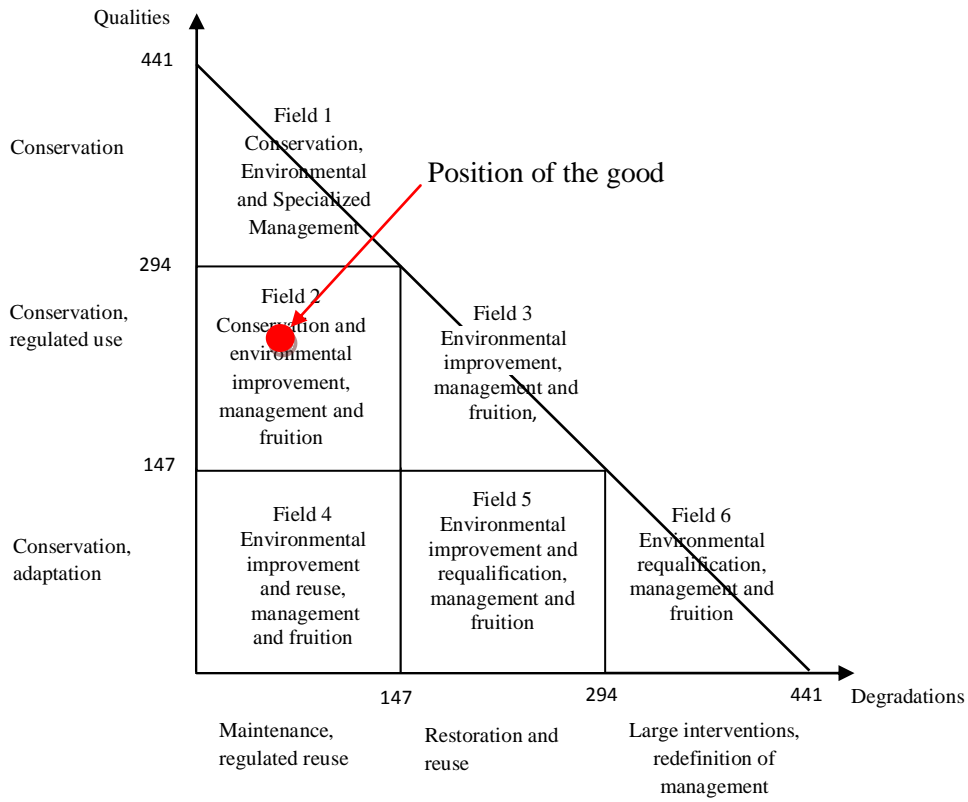 Qualities
441
Field 1
Conservation,
Environmental
and Specialized
Management
Conservation
Position of the good
294
Field 2
Conservation and
environmental
improvement,
management and
fruition
Conservation,
regulated use
Field 3
Environmental
improvement,
management and
fruition,
147
Field 4
Environmental
improvement
and reuse,
management
and fruition
Field 5
Environmental
improvement and
requalification,
management and
fruition
Field 6
Environmental
requalification,
management and
fruition
Conservation,
adaptation
147
294
441
Degradations
Maintenance,
regulated reuse
Restoration and
reuse
Large interventions,
redefinition of
management